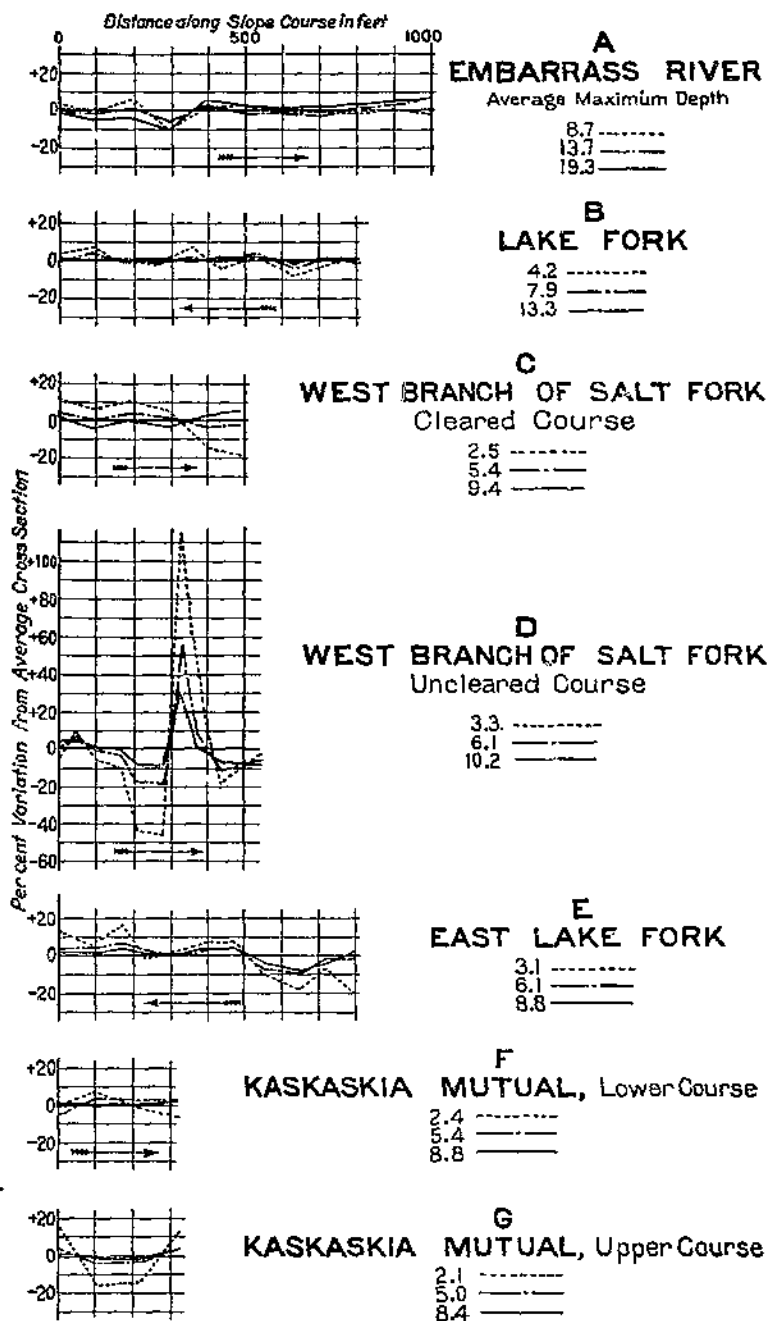 Distance along Slope Course in feet
0 500 1000
+20
0
-20
A
EMBARRASS RIVER
Average Maximum Depth
8.7
13.7
19.3
+20
0
-20
B
LAKE FORK
4.2
7.9
13.3
+20
0
-20
C
WEST BRANCH OF SALT FORK
Cleared Course
2.5
5.4
9.4
Per cent Variation from Average Cross Section
+100
+80
+60
+40
+20
0
-20
-40
-60
D
WEST BRANCH OF SALT FORK
Uncleared Course
3.3
6.1
10.2
+20
0
-20
E
EAST LAKE FORK
3.1
6.1
8.8
+20
0
-20
F
KASKASKIA MUTUAL, Lower Course
2.4
5.4
8.8
+20
0
-20
G
KASKASKIA MUTUAL, Upper Course
2.1
5.0
8.4